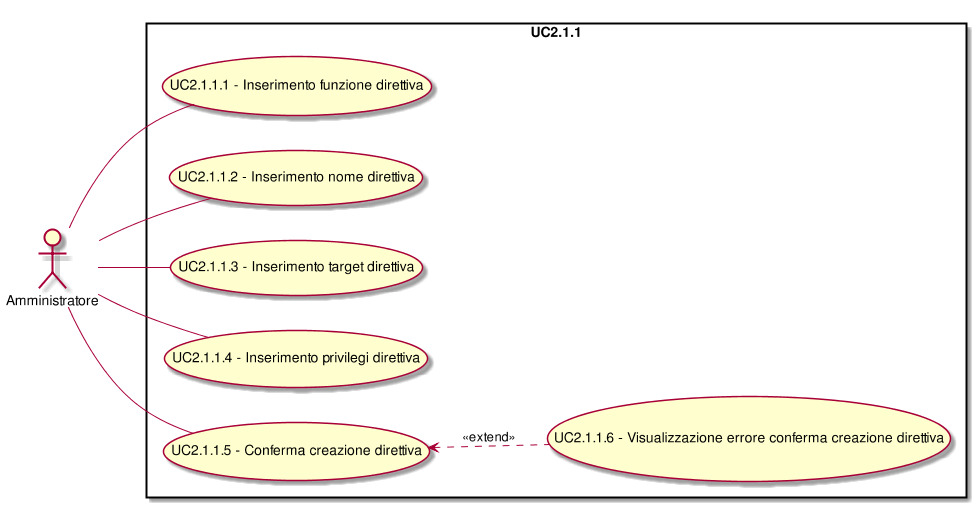 UC2.1.1
UC2.1.1.1 - Inserimento funzione direttiva
UC2.1.1.2 - Inserimento nome direttiva
UC2.1.1.3 - Inserimento target direttiva
Amministratore
UC2.1.1.4 - Inserimento privilegi direttiva
UC2.1.1.5 - Conferma creazione direttiva
«extend»
UC2.1.1.6 - Visualizzazione errore conferma creazione direttiva